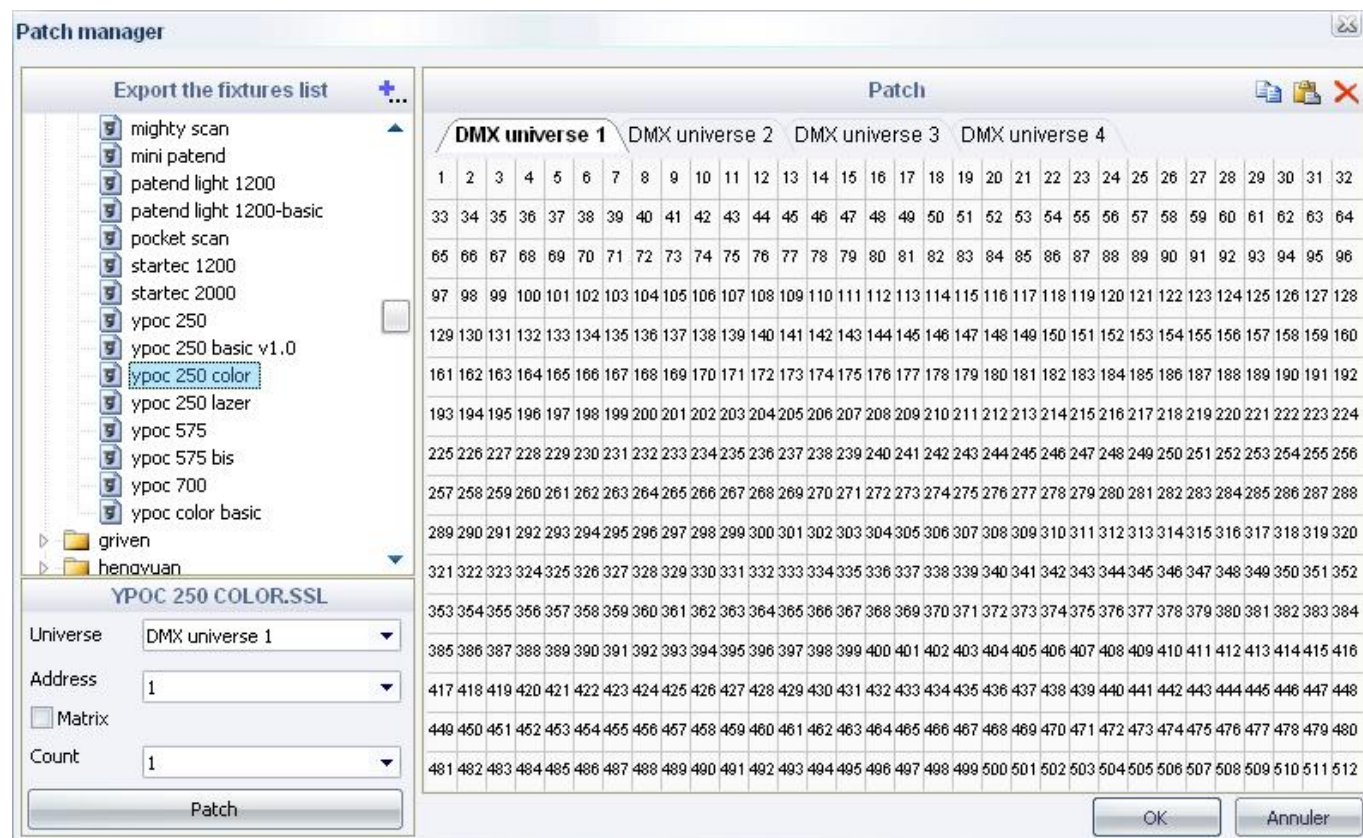 Patch manager
Export the fixtures list
mighty scan
mini patend
patend light 1200
patend light 1200-basic
pocket scan
startec 1200
startec 2000
ypoc 250
ypoc 250 basic v1.0
ypoc 250 color
ypoc 250 lazer
ypoc 575
ypoc 575 bis
ypoc 700
ypoc color basic
griven
hengyuan
YPOC 250 COLOR.SSL
Universe DMX universe 1
Address 1
Matrix
Count 1
Patch
Patch
DMX universe 1 DMX universe 2 DMX universe 3 DMX universe 4
1 2 3 4 5 6 7 8 9 10 11 12 13 14 15 16 17 18 19 20 21 22 23 24 25 26 27 28 29 30 31 32
33 34 35 36 37 38 39 40 41 42 43 44 45 46 47 48 49 50 51 52 53 54 55 56 57 58 59 60 61 62 63 64
65 66 67 68 69 70 71 72 73 74 75 76 77 78 79 80 81 82 83 84 85 86 87 88 89 90 91 92 93 94 95 96
97 98 99 100 101 102 103 104 105 106 107 108 109 110 111 112 113 114 115 116 117 118 119 120 121 122 123 124 125 126 127 128
129 130 131 132 133 134 135 136 137 138 139 140 141 142 143 144 145 146 147 148 149 150 151 152 153 154 155 156 157 158 159 160
161 162 163 164 165 166 167 168 169 170 171 172 173 174 175 176 177 178 179 180 181 182 183 184 185 186 187 188 189 190 191 192
193 194 195 196 197 198 199 200 201 202 203 204 205 206 207 208 209 210 211 212 213 214 215 216 217 218 219 220 221 222 223 224
225 226 227 228 229 230 231 232 233 234 235 236 237 238 239 240 241 242 243 244 245 246 247 248 249 250 251 252 253 254 255 256
257 258 259 260 261 262 263 264 265 266 267 268 269 270 271 272 273 274 275 276 277 278 279 280 281 282 283 284 285 286 287 288
289 290 291 292 293 294 295 296 297 298 299 300 301 302 303 304 305 306 307 308 309 310 311 312 313 314 315 316 317 318 319 320
321 322 323 324 325 326 327 328 329 330 331 332 333 334 335 336 337 338 339 340 341 342 343 344 345 346 347 348 349 350 351 352
353 354 355 356 357 358 359 360 361 362 363 364 365 366 367 368 369 370 371 372 373 374 375 376 377 378 379 380 381 382 383 384
385 386 387 388 389 390 391 392 393 394 395 396 397 398 399 400 401 402 403 404 405 406 407 408 409 410 411 412 413 414 415 416
417 418 419 420 421 422 423 424 425 426 427 428 429 430 431 432 433 434 435 436 437 438 439 440 441 442 443 444 445 446 447 448
449 450 451 452 453 454 455 456 457 458 459 460 461 462 463 464 465 466 467 468 469 470 471 472 473 474 475 476 477 478 479 480
481 482 483 484 485 486 487 488 489 490 491 492 493 494 495 496 497 498 499 500 501 502 503 504 505 506 507 508 509 510 511 512
OK Annuler